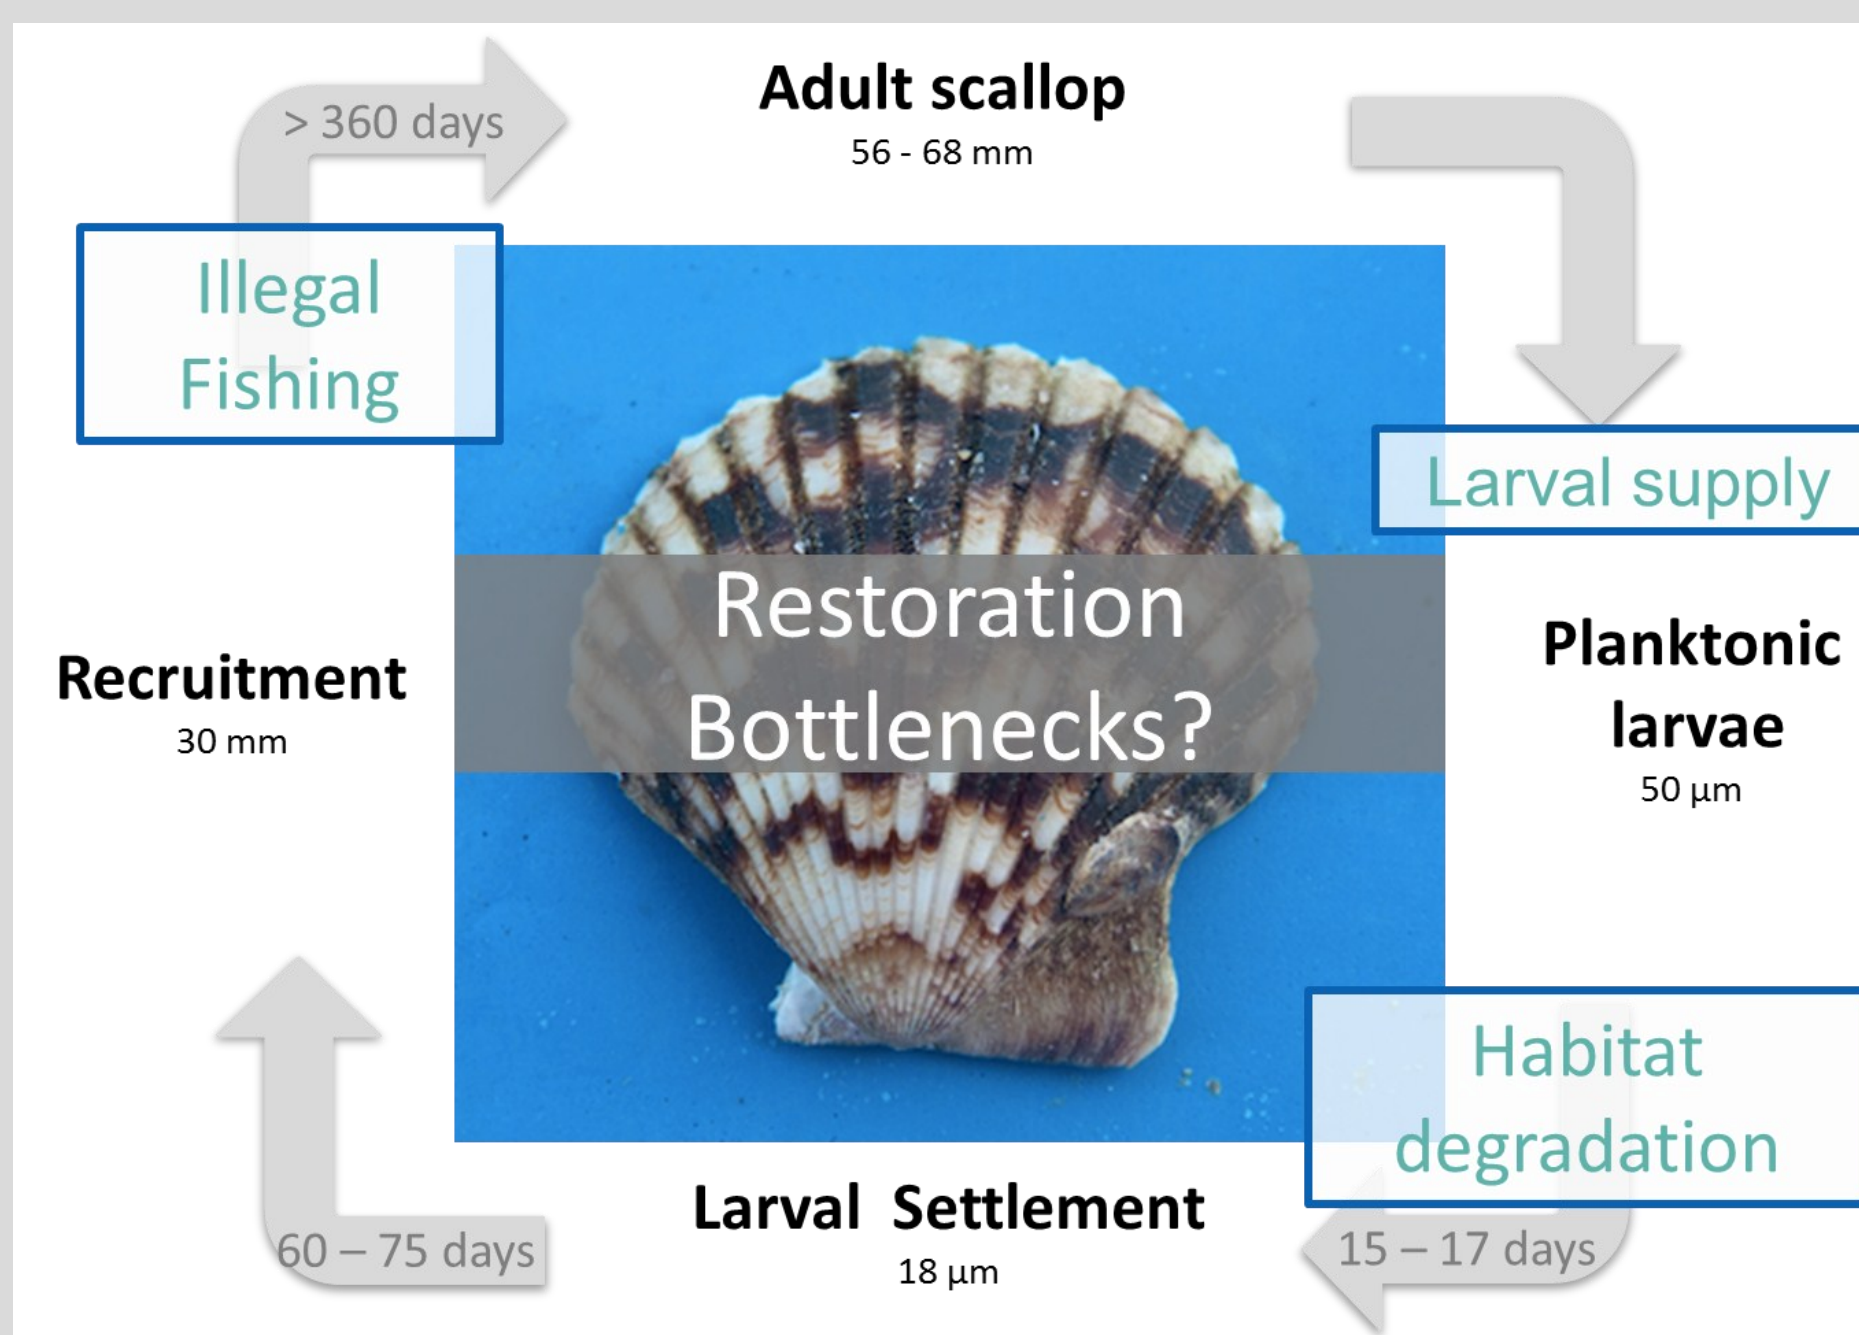 > 360 days
Adult scallop
56 - 68 mm
Illegal
Fishing
Larval supply
Restoration
Bottlenecks?
Planktonic
larvae
50 µm
Recruitment
30 mm
Habitat
degradation
Larval  Settlement
18 µm
60 – 75 days
15 – 17 days